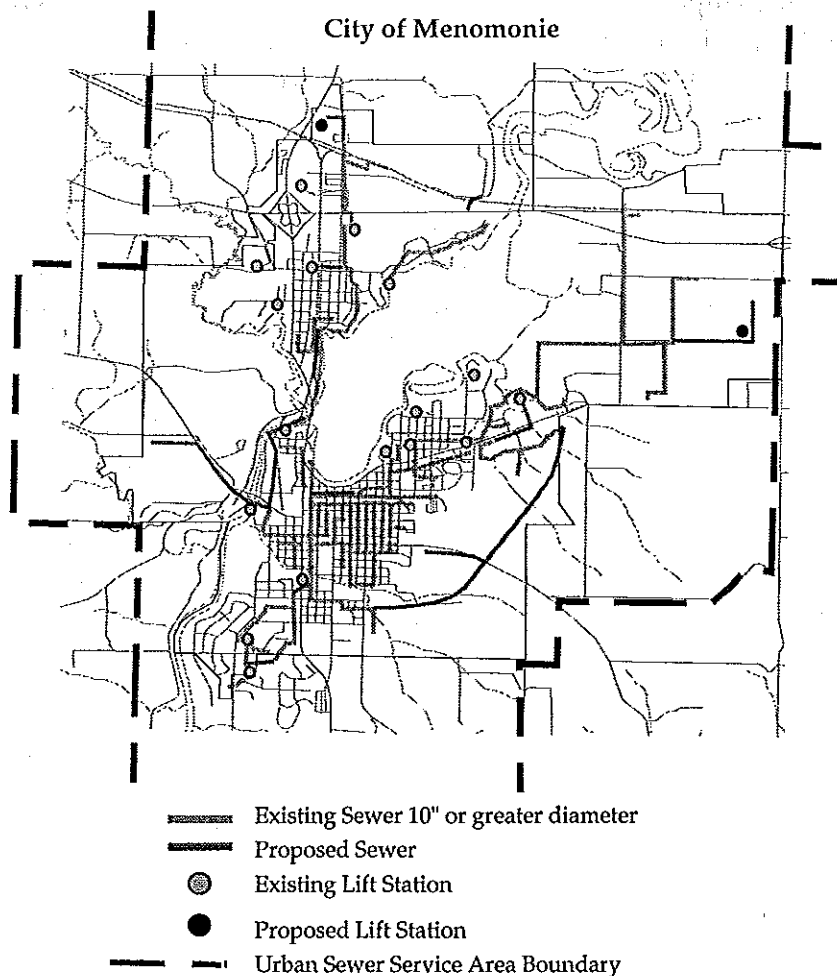 City of Menomonie
Existing Sewer 10" or greater diameter
Proposed Sewer
Existing Lift Station
Proposed Lift Station
Urban Sewer Service Area Boundary